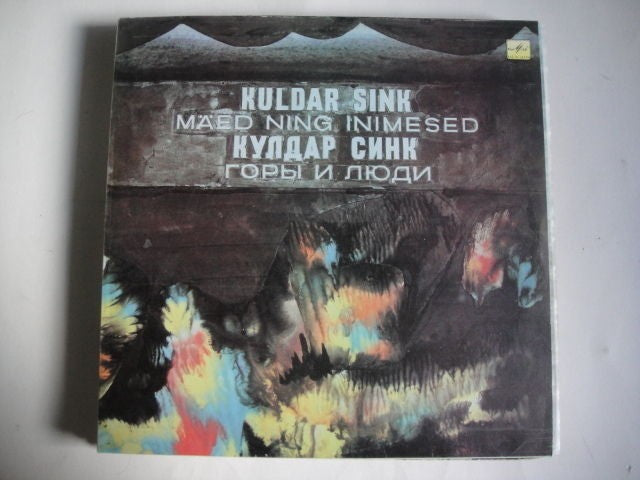 KULDAR SINK
MÄED NING INIMESED
КУЛДАР СИНК
ГОРЫ И ЛЮДИ